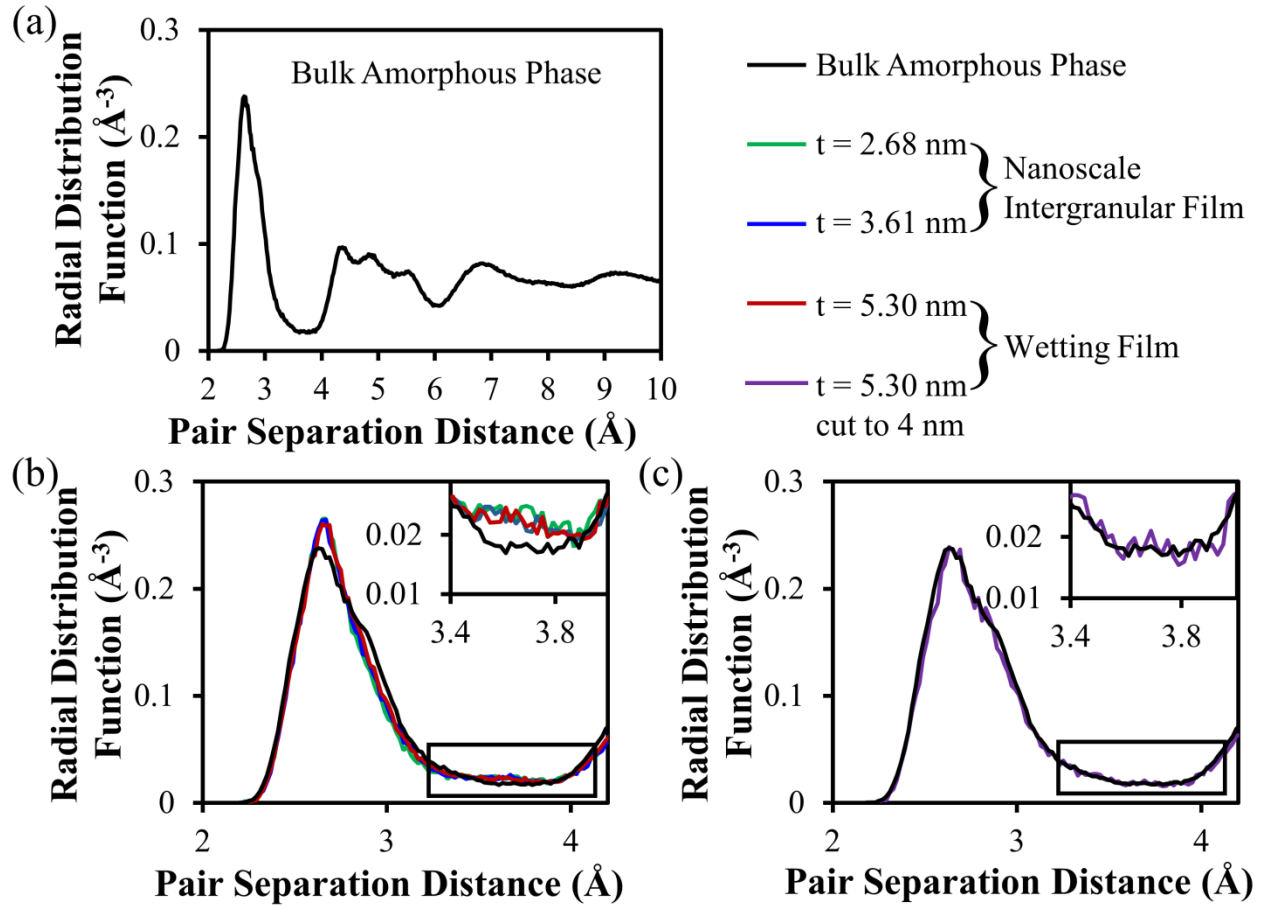 (a)
Radial Distribution
Function (Å⁻³)
0.3
0.2
0.1
0
Bulk Amorphous Phase
2 3 4 5 6 7 8 9 10
Pair Separation Distance (Å)
Bulk Amorphous Phase
t = 2.68 nm
t = 3.61 nm
} Nanoscale
Intergranular Film
t = 5.30 nm
t = 5.30 nm
cut to 4 nm
} Wetting Film
(b)
Radial Distribution
Function (Å⁻³)
0.3
0.2
0.1
0
0.02
0.01
3.4 3.8
2 3 4
Pair Separation Distance (Å)
(c)
Radial Distribution
Function (Å⁻³)
0.3
0.2
0.1
0
0.02
0.01
3.4 3.8
2 3 4
Pair Separation Distance (Å)